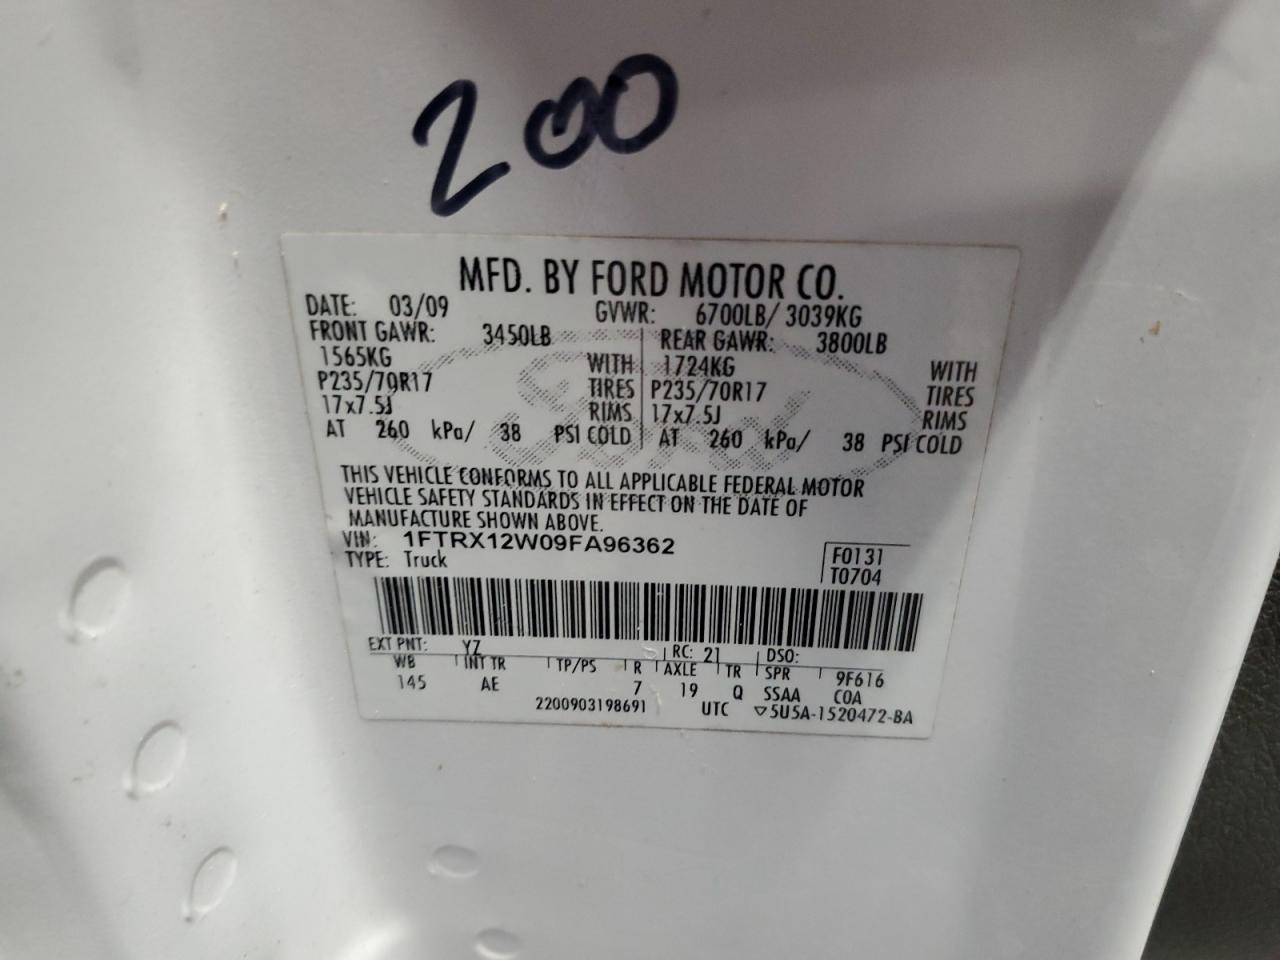 200
MFD. BY FORD MOTOR CO.
DATE: 03/09 GVWR: 6700LB/ 3039KG
FRONT GAWR: 3450LB REAR GAWR: 3800LB
1565KG WITH 1724KG WITH
P235/70R17 TIRES P235/70R17 TIRES
17x7.5J RIMS 17x7.5J RIMS
AT 260 kPa/ 38 PSI COLD AT 260 kPa/ 38 PSI COLD
Ford
THIS VEHICLE CONFORMS TO ALL APPLICABLE FEDERAL MOTOR
VEHICLE SAFETY STANDARDS IN EFFECT ON THE DATE OF
MANUFACTURE SHOWN ABOVE.
VIN: 1FTRX12W09FA96362 F0131
TYPE: Truck T0704
EXT PNT: YZ RC: 21 DSO:
WB INT TR TP/PS R AXLE TR SPR 9F616
145 AE 7 19 Q SSAA COA
2200903198691 UTC ▽5U5A-1520472-BA